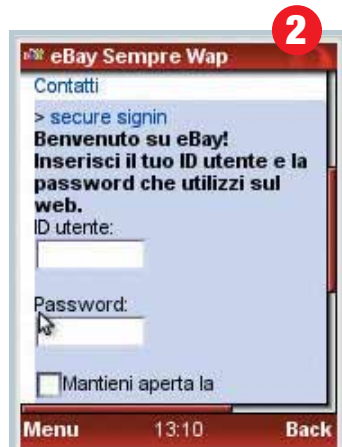 2
eBay Sempre Wap
Contatti
> secure signin
Benvenuto su eBay!
Inserisci il tuo ID utente e la
password che utilizzi sul
web.
ID utente:
Password:
Mantieni aperta la
Menu 13:10 Back